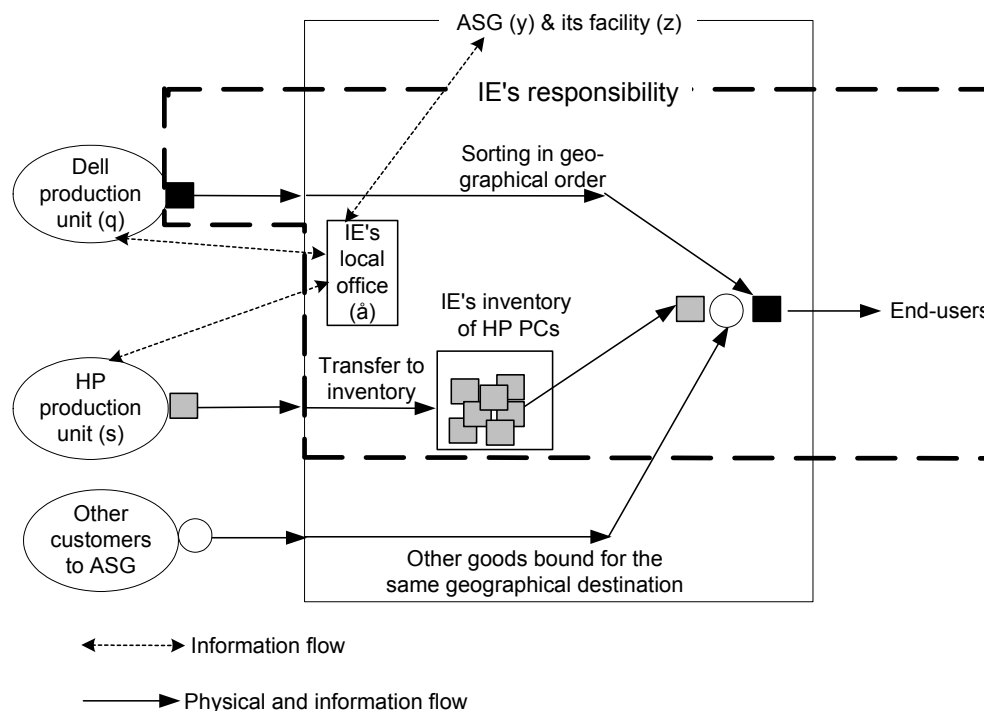 ASG (y) & its facility (z)
IE's responsibility
Dell
production
unit (q)
Sorting in geo-
graphical order
IE's
local
office
(å)
IE's inventory
of HP PCs
End-users
HP
production
unit (s)
Transfer to
inventory
Other
customers
to ASG
Other goods bound for the
same geographical destination
Information flow
Physical and information flow